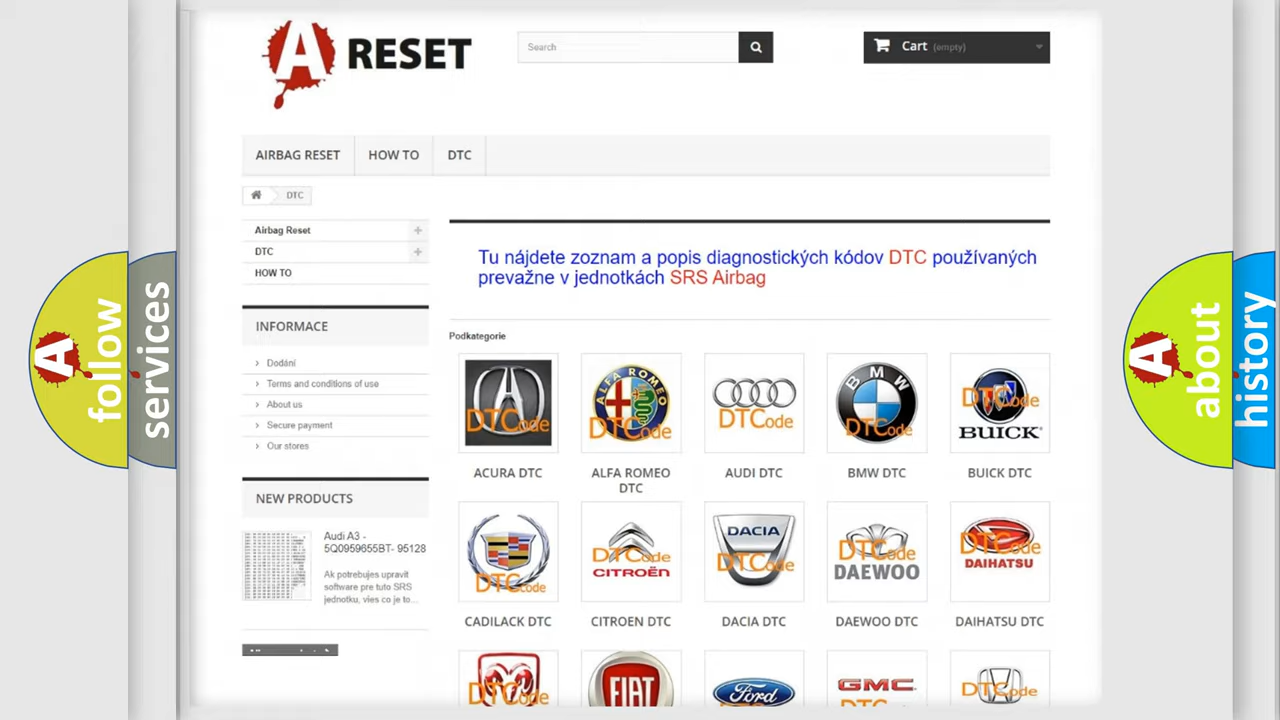 A RESET
Search
Cart (empty)
AIRBAG RESET
HOW TO
DTC
DTC
Airbag Reset
DTC
HOW TO
INFORMACE
Dodání
Terms and conditions of use
About us
Secure payment
Our stores
NEW PRODUCTS
Audi A3 -
5Q0959655BT- 95128
Ak potrebujes upravit
software pre tuto SRS
jednotku, vies co je to...
Tu nájdete zoznam a popis diagnostických kódov DTC používaných
prevažne v jednotkách SRS Airbag
Podkategorie
DTCode
ALFA ROMEO
DTCode
DTCode
BMW
DTCode
DTCode
BUICK
ACURA DTC
ALFA ROMEO
DTC
AUDI DTC
BMW DTC
BUICK DTC
DTCode
DTCode
CITROËN
DACIA
DTCode
DTCode
DAEWOO
DTCode
DAIHATSU
CADILACK DTC
CITROEN DTC
DACIA DTC
DAEWOO DTC
DAIHATSU DTC
DTCode
FIAT
Ford
GMC
DTCode
A follow
services
A about
history